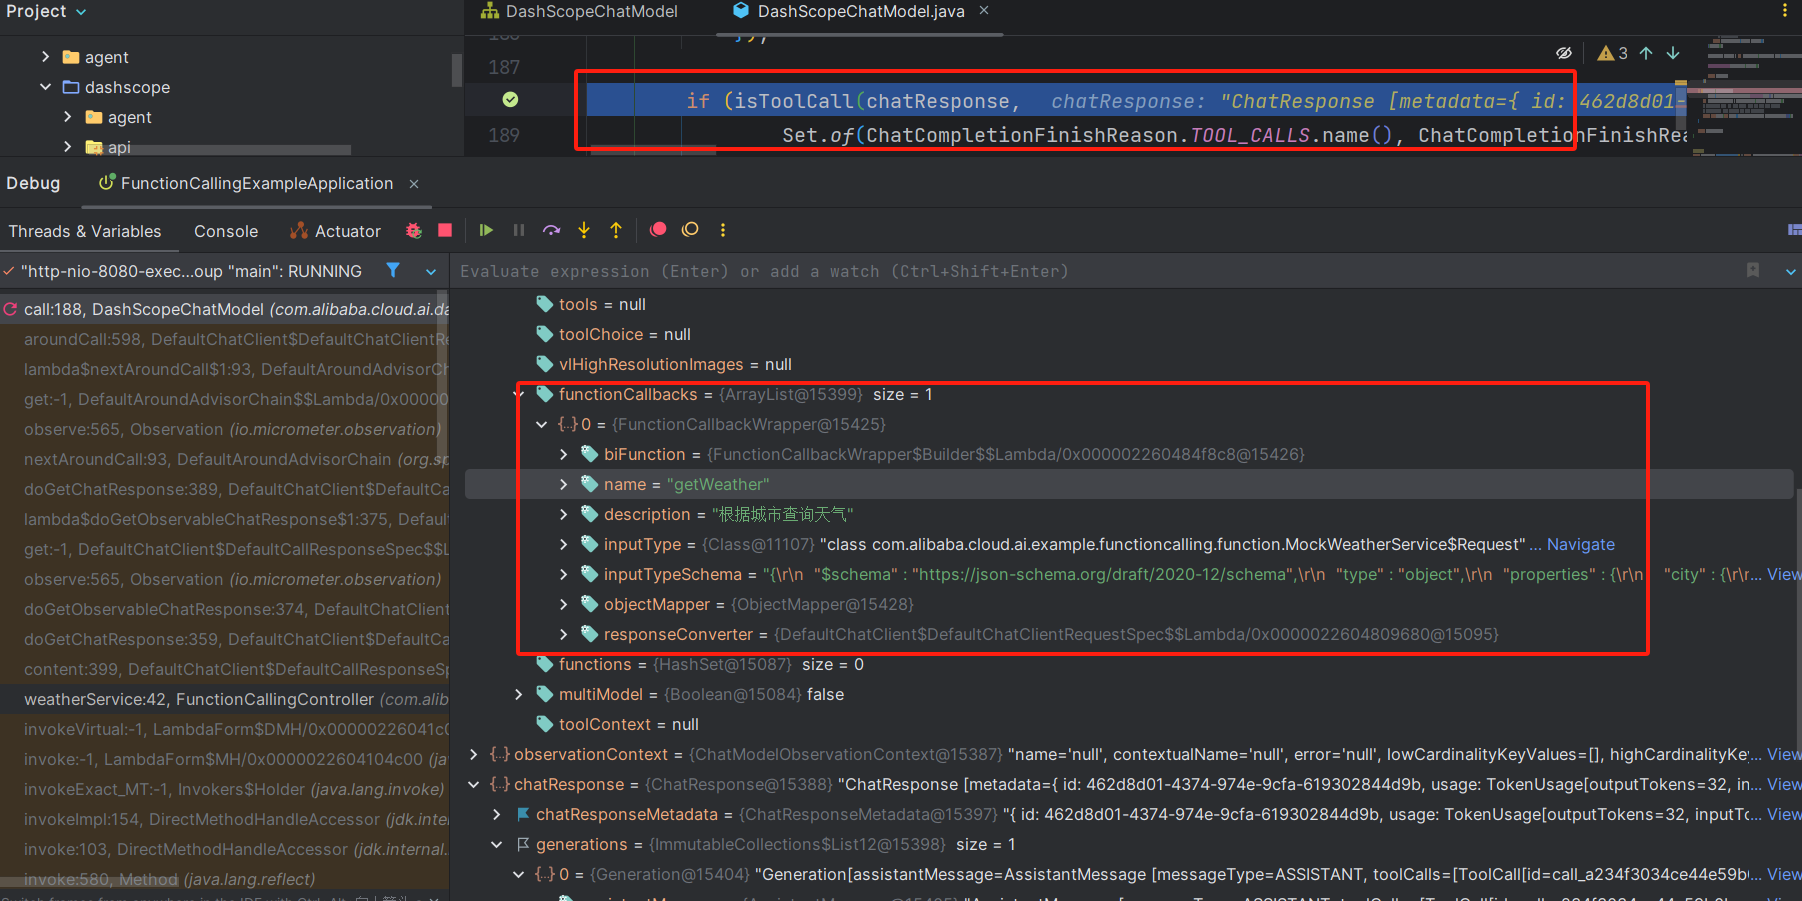 Project
DashScopeChatModel
DashScopeChatModel.java
agent
dashscope
agent
api
187
3
if (isToolCall(chatResponse,   chatResponse: "ChatResponse [metadata={ id: 462d8d01-
189
Set.of(ChatCompletionFinishReason.TOOL_CALLS.name(), ChatCompletionFinishRea
Debug
FunctionCallingExampleApplication
Threads & Variables
Console
Actuator
"http-nio-8080-exec...oup "main": RUNNING
Evaluate expression (Enter) or add a watch (Ctrl+Shift+Enter)
call:188, DashScopeChatModel (com.alibaba.cloud.ai.da
aroundCall:598, DefaultChatClient$DefaultChatClientRe
lambda$nextAroundCall$1:93, DefaultAroundAdvisorCh
get:-1, DefaultAroundAdvisorChain$$Lambda/0x00000
observe:565, Observation (io.micrometer.observation)
nextAroundCall:93, DefaultAroundAdvisorChain (org.sp
doGetChatResponse:389, DefaultChatClient$DefaultCa
lambda$doGetObservableChatResponse$1:375, Default
get:-1, DefaultChatClient$DefaultCallResponseSpec$$L
observe:565, Observation (io.micrometer.observation)
doGetObservableChatResponse:374, DefaultChatClient
doGetChatResponse:359, DefaultChatClient$DefaultCa
content:399, DefaultChatClient$DefaultCallResponseSp
weatherService:42, FunctionCallingController (com.alib
invokeVirtual:-1, LambdaForm$DMH/0x00000226041c0
invoke:-1, LambdaForm$MH/0x0000022604104c00 (jav
invokeExact_MT:-1, Invokers$Holder (java.lang.invoke)
invokeImpl:154, DirectMethodHandleAccessor (jdk.inter
invoke:103, DirectMethodHandleAccessor (jdk.internal...
invoke:580, Method (java.lang.reflect)
tools = null
toolChoice = null
vlHighResolutionImages = null
functionCallbacks = {ArrayList@15399} size = 1
0 = {FunctionCallbackWrapper@15425}
biFunction = {FunctionCallbackWrapper$Builder$$Lambda/0x000002260484f8c8@15426}
name = "getWeather"
description = "根据城市查询天气"
inputType = {Class@11107} "class com.alibaba.cloud.ai.example.functioncalling.function.MockWeatherService$Request" ... Navigate
inputTypeSchema = "{\r\n  "$schema" : "https://json-schema.org/draft/2020-12/schema",\r\n  "type" : "object",\r\n  "properties" : {\r\n    "city" : {\r\r... View
objectMapper = {ObjectMapper@15428}
responseConverter = {DefaultChatClient$DefaultChatClientRequestSpec$$Lambda/0x0000022604809680@15095}
functions = {HashSet@15087} size = 0
multiModel = {Boolean@15084} false
toolContext = null
observationContext = {ChatModelObservationContext@15387} "name='null', contextualName='null', error='null', lowCardinalityKeyValues=[], highCardinalityKey... View
chatResponse = {ChatResponse@15388} "ChatResponse [metadata={ id: 462d8d01-4374-974e-9cfa-619302844d9b, usage: TokenUsage[outputTokens=32, in... View
chatResponseMetadata = {ChatResponseMetadata@15397} "{ id: 462d8d01-4374-974e-9cfa-619302844d9b, usage: TokenUsage[outputTokens=32, inputTo... View
generations = {ImmutableCollections$List12@15398} size = 1
0 = {Generation@15404} "Generation[assistantMessage=AssistantMessage [messageType=ASSISTANT, toolCalls=[ToolCall[id=call_a234f3034ce44e59b... View